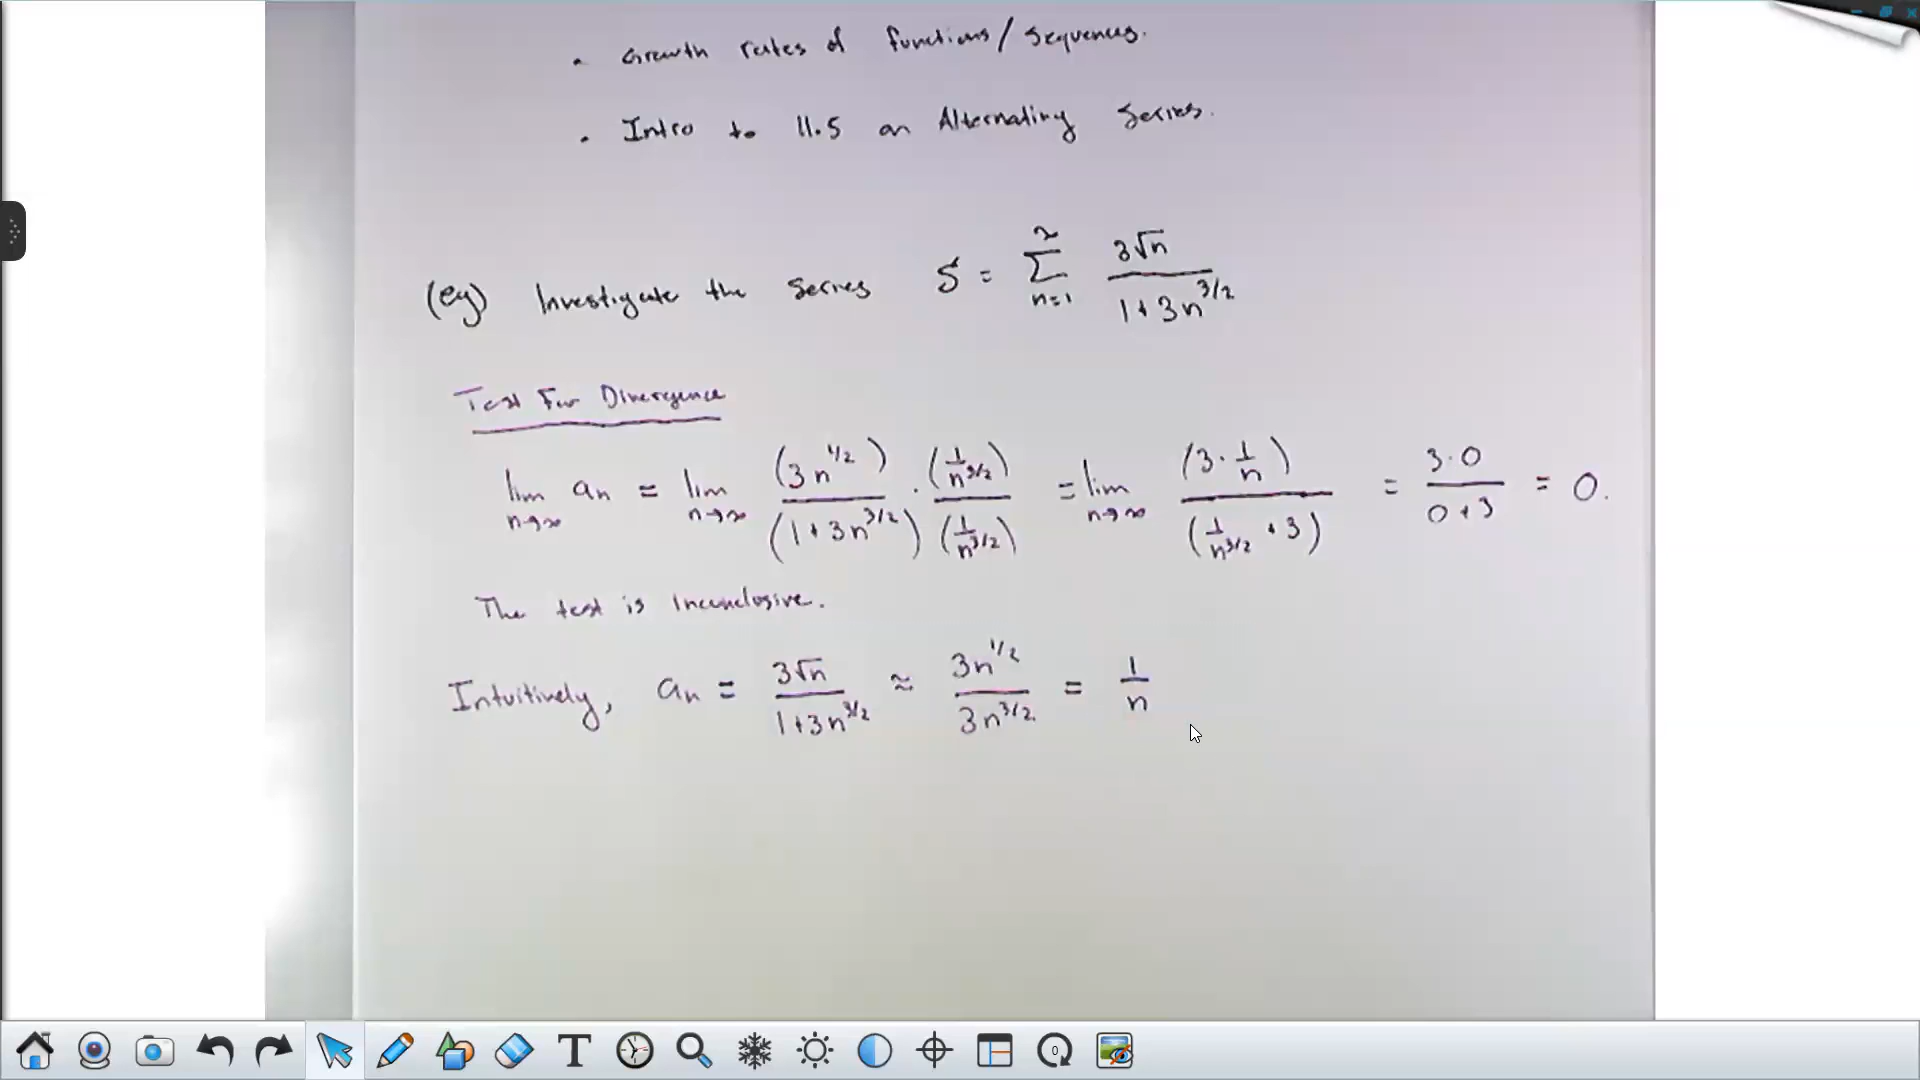 • Growth rates of functions/sequences.
• Intro to 11.5 on Alternating Series.
(eg) Investigate the series S = ∑_{n=1}^{∞} 3√n / (1+3n^{3/2})
Test For Divergence
lim_{n→∞} an = lim_{n→∞} (3n^{1/2}) / (1+3n^{3/2}) · (1/n^{3/2}) / (1/n^{3/2}) = lim_{n→∞} (3·1/n) / (1/n^{3/2} + 3) = 3·0 / 0+3 = 0.
The test is inconclusive.
Intuitively, an = 3√n / 1+3n^{3/2} ≈ 3n^{1/2} / 3n^{3/2} = 1/n
T
0